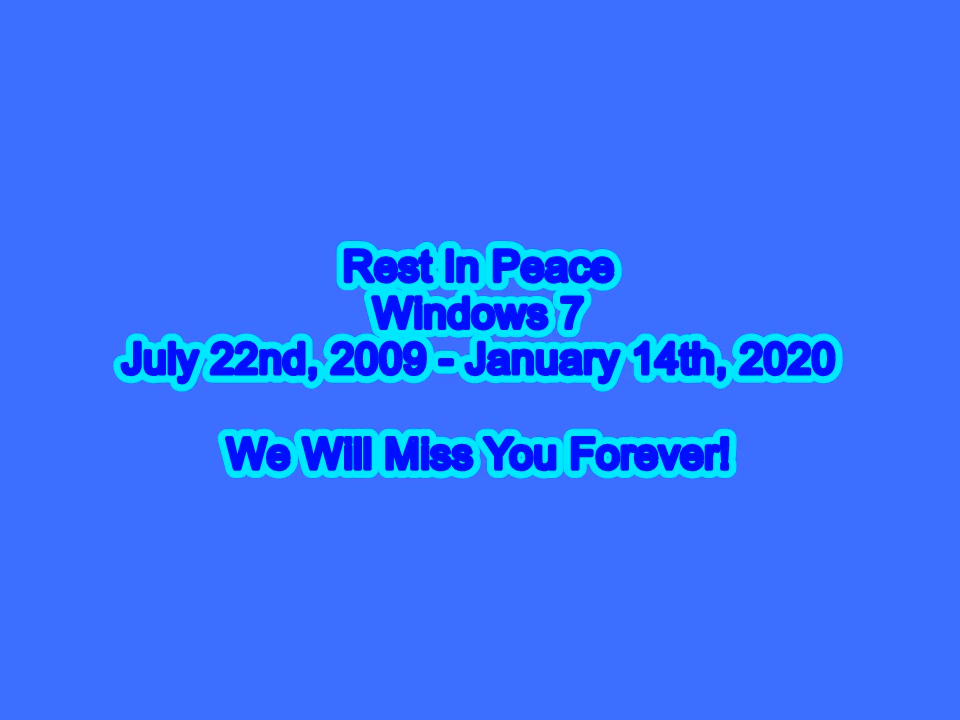 Rest In Peace
Windows 7
July 22nd, 2009 - January 14th, 2020
We Will Miss You Forever!